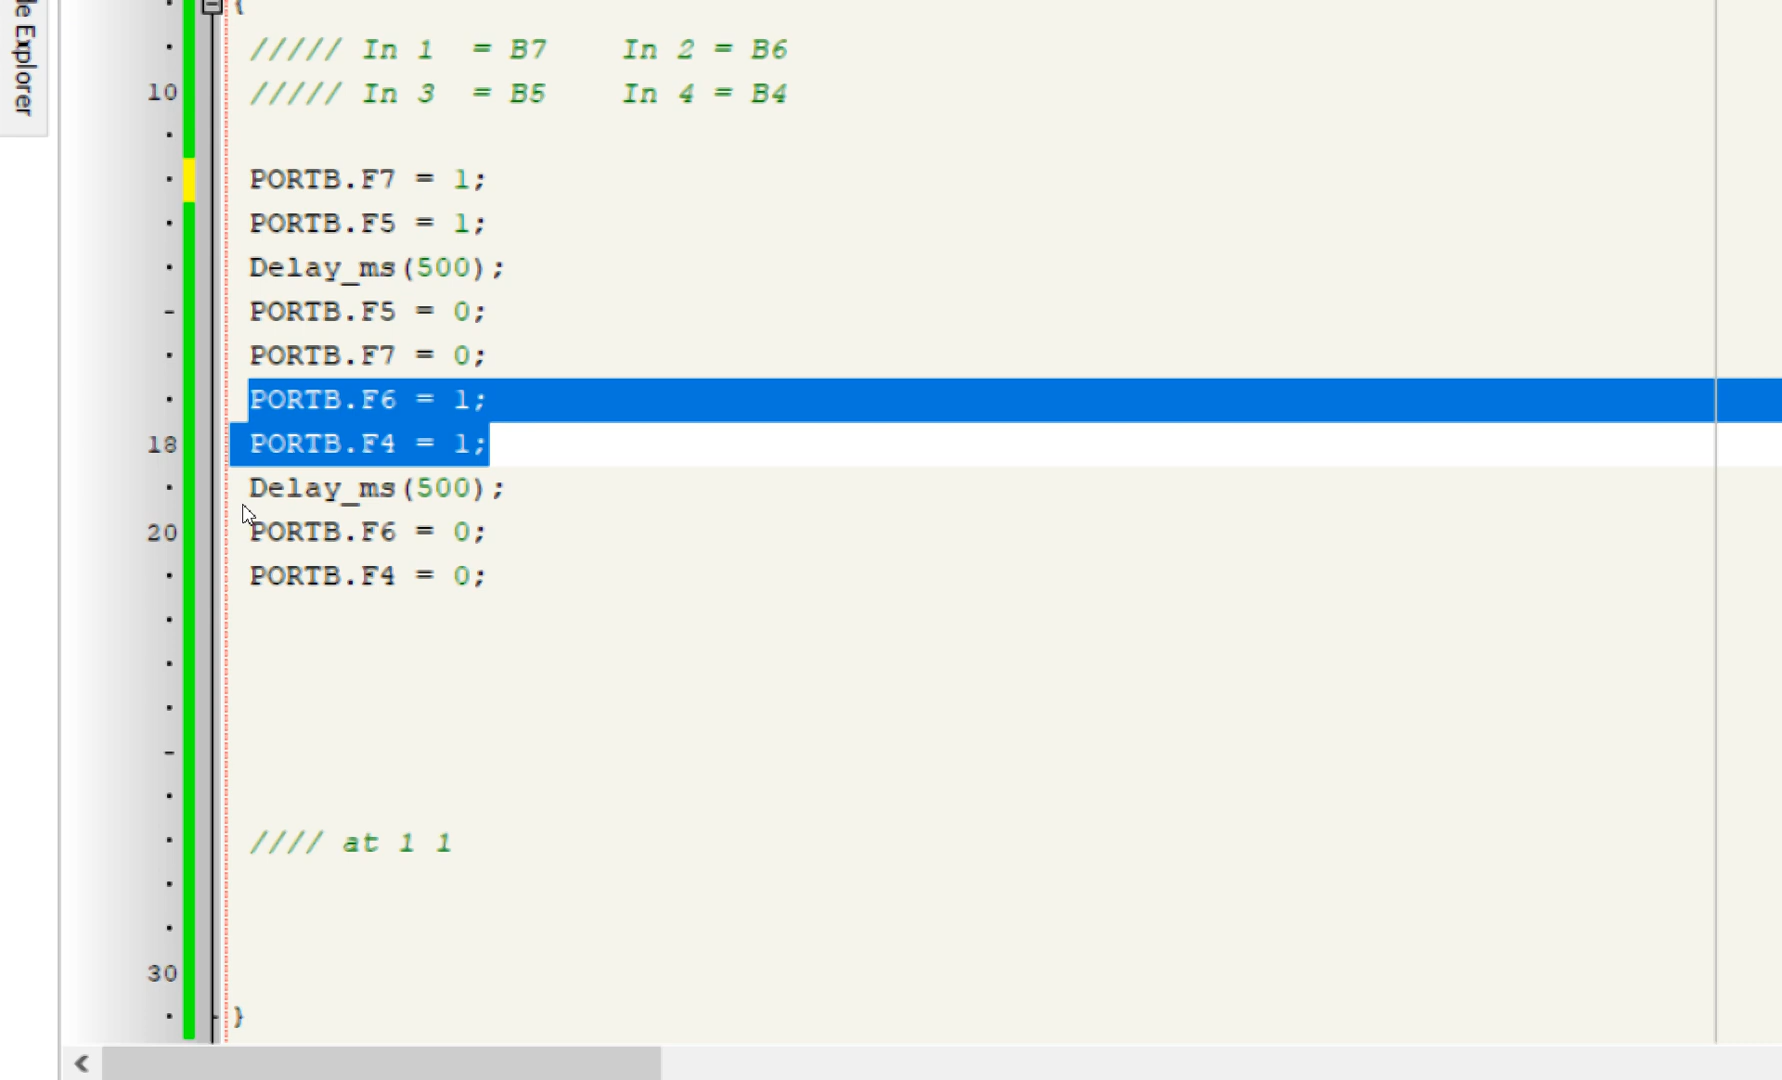 le Explorer
{
///// In 1  = B7    In 2 = B6
10 ///// In 3  = B5    In 4 = B4
PORTB.F7 = 1;
PORTB.F5 = 1;
Delay_ms(500);
PORTB.F5 = 0;
PORTB.F7 = 0;
PORTB.F6 = 1;
18 PORTB.F4 = 1;
Delay_ms(500);
20 PORTB.F6 = 0;
PORTB.F4 = 0;
//// at 1 1
30
}